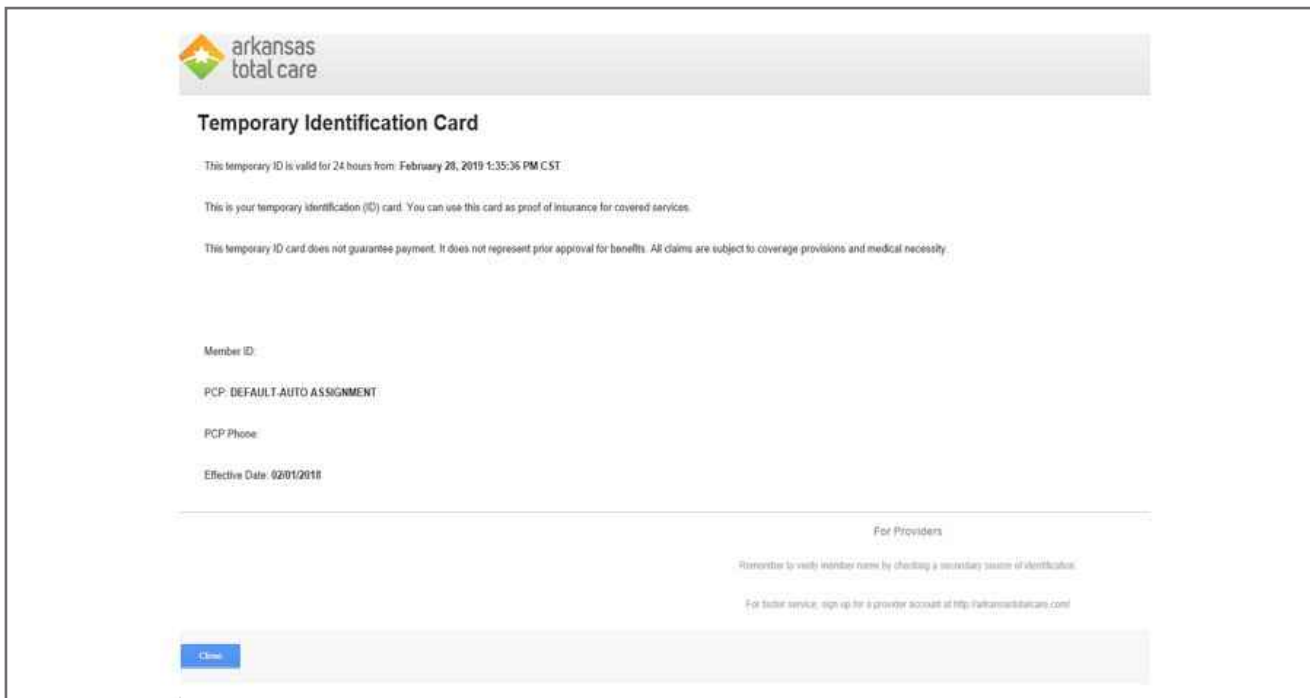 arkansas
total care
Temporary Identification Card
This temporary ID is valid for 24 hours from: February 28, 2019 1:35:36 PM CST
This is your temporary identification (ID) card. You can use this card as proof of insurance for covered services.
This temporary ID card does not guarantee payment. It does not represent prior approval for benefits. All claims are subject to coverage provisions and medical necessity.
Member ID:
PCP: DEFAULT-AUTO ASSIGNMENT
PCP Phone:
Effective Date: 02/01/2018
For Providers
Remember to verify member name by checking a secondary source of identification.
For faster service, sign up for a provider account at http://arkansastotalcare.com/
Close